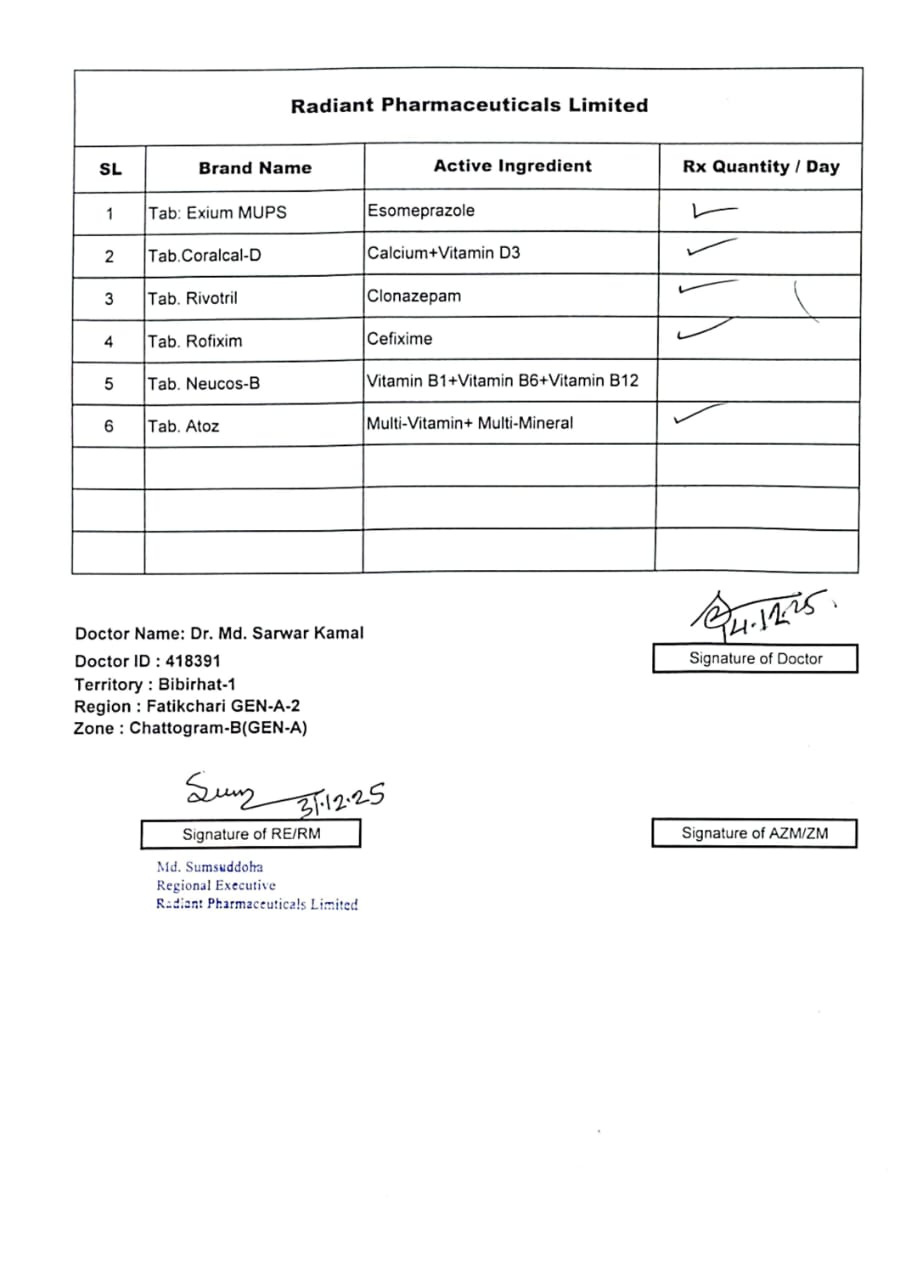 Radiant Pharmaceuticals Limited
SL Brand Name Active Ingredient Rx Quantity / Day
1 Tab: Exium MUPS Esomeprazole ✓
2 Tab.Coralcal-D Calcium+Vitamin D3 ✓
3 Tab. Rivotril Clonazepam ✓
4 Tab. Rofixim Cefixime ✓
5 Tab. Neucos-B Vitamin B1+Vitamin B6+Vitamin B12
6 Tab. Atoz Multi-Vitamin+ Multi-Mineral ✓
14.12.25
Signature of Doctor
Doctor Name: Dr. Md. Sarwar Kamal
Doctor ID : 418391
Territory : Bibirhat-1
Region : Fatikchari GEN-A-2
Zone : Chattogram-B(GEN-A)
31.12.25
Signature of RE/RM
Signature of AZM/ZM
Md. Sumsuddoha
Regional Executive
Radiant Pharmaceuticals Limited